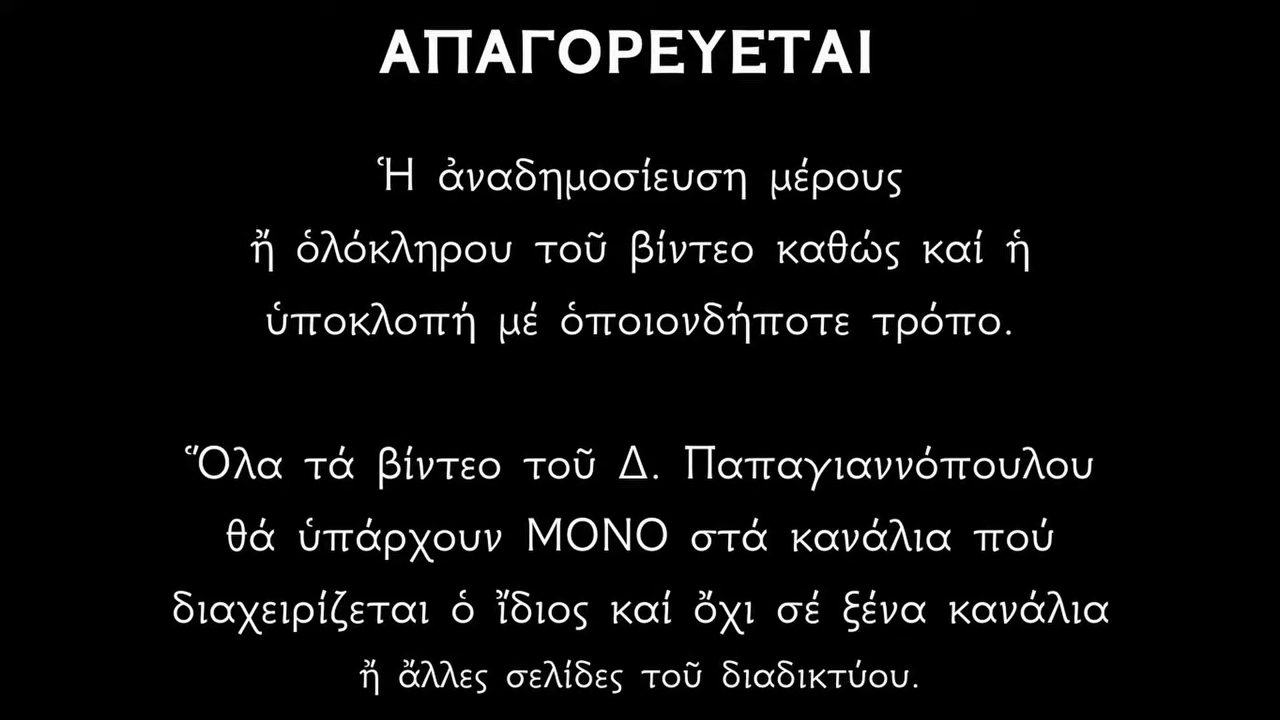 ΑΠΑΓΟΡΕΥΕΤΑΙ
Ἡ ἀναδημοσίευση μέρους
ἤ ὁλόκληρου τοῦ βίντεο καθώς καί ἡ
ὑποκλοπή μέ ὁποιονδήποτε τρόπο.
Ὅλα τά βίντεο τοῦ Δ. Παπαγιαννόπουλου
θά ὑπάρχουν ΜΟΝΟ στά κανάλια πού
διαχειρίζεται ὁ ἴδιος καί ὄχι σέ ξένα κανάλια
ἤ ἄλλες σελίδες τοῦ διαδικτύου.